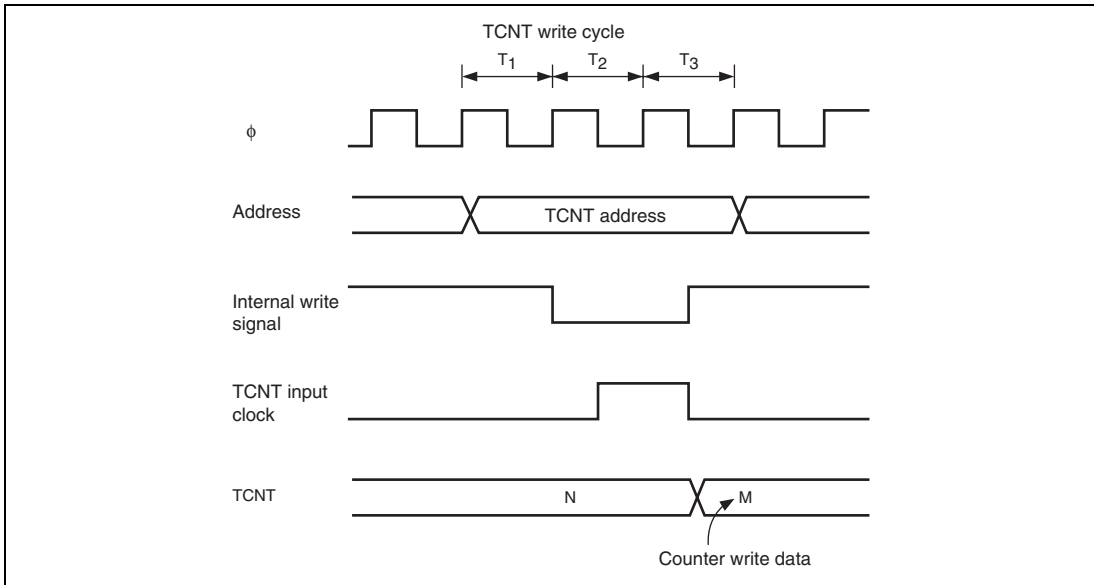 TCNT write cycle
T1 T2 T3
ϕ
Address
TCNT address
Internal write
signal
TCNT input
clock
TCNT
N
M
Counter write data